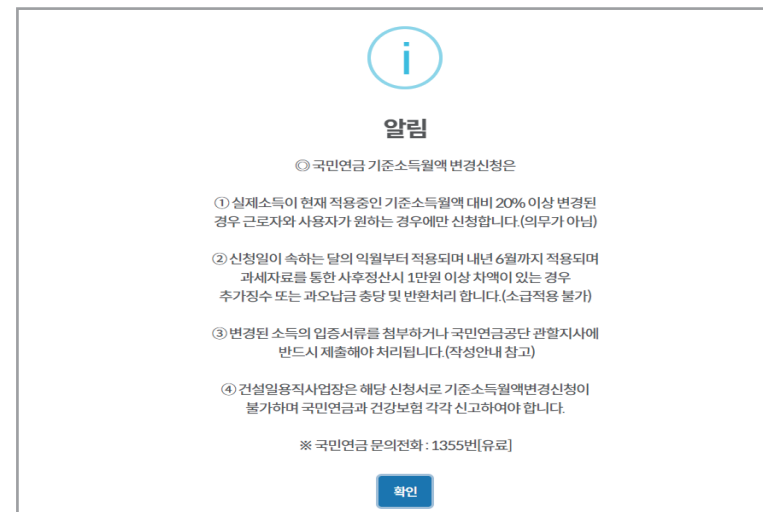 i
알림
◎ 국민연금 기준소득월액 변경신청은
① 실제소득이 현재 적용중인 기준소득월액 대비 20% 이상 변경된
경우 근로자와 사용자가 원하는 경우에만 신청합니다.(의무가 아님)
② 신청일이 속하는 달의 익월부터 적용되며 내년 6월까지 적용되며
과세자료를 통한 사후정산시 1만원 이상 차액이 있는 경우
추가징수 또는 과오납금 충당 및 반환처리 합니다.(소급적용 불가)
③ 변경된 소득의 입증서류를 첨부하거나 국민연금공단 관할지사에
반드시 제출해야 처리됩니다.(작성안내 참고)
④ 건설일용직사업장은 해당 신청서로 기준소득월액변경신청이
불가하며 국민연금과 건강보험 각각 신고하여야 합니다.
※ 국민연금 문의전화 : 1355번[유료]
확인